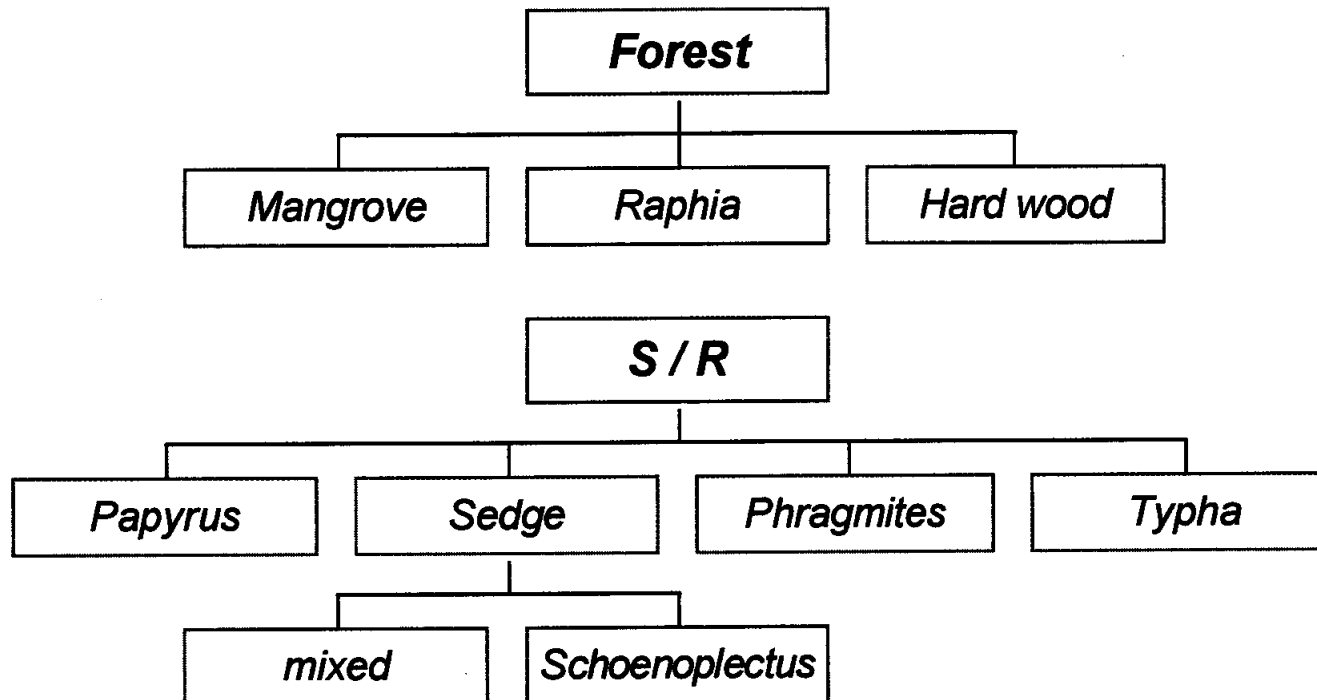 Forest
Mangrove
Raphia
Hard wood
S / R
Papyrus
Sedge
Phragmites
Typha
mixed
Schoenoplectus